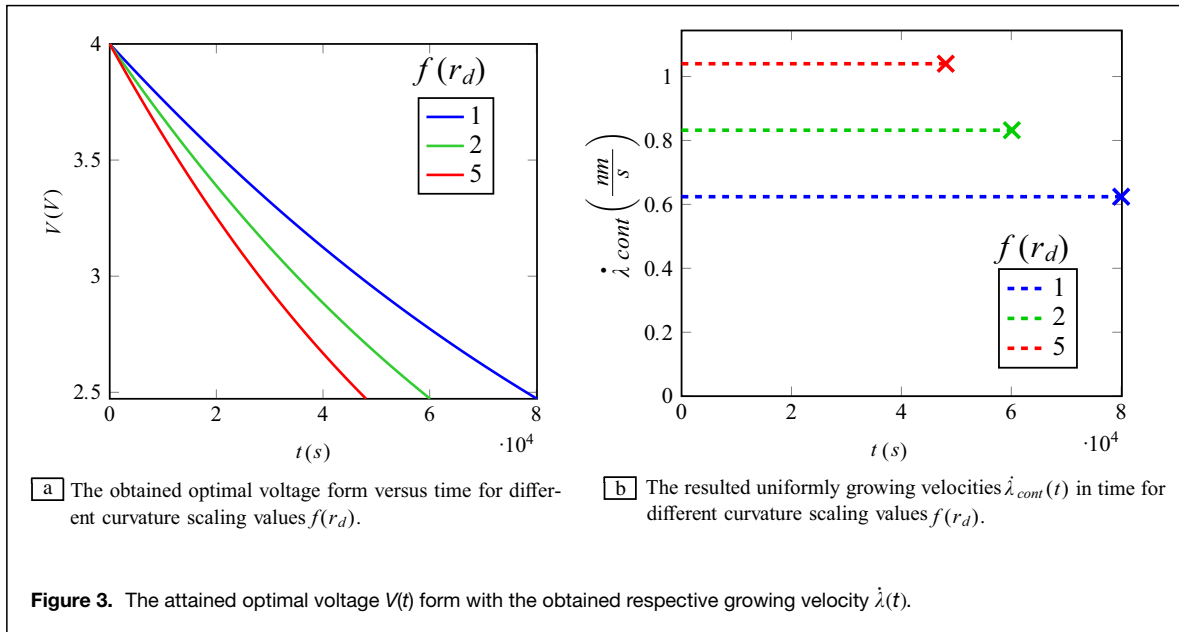 4
3.5
3
2.5
V(V)
0
2
4
6
8
·10⁴
t(s)
f(r_d)
1
2
5
1
0.8
0.6
0.4
0.2
0
λ̇ cont (nm/s)
0
2
4
6
8
·10⁴
t(s)
f(r_d)
1
2
5
a The obtained optimal voltage form versus time for differ-
ent curvature scaling values f(r_d).
b The resulted uniformly growing velocities λ̇_cont(t) in time for
different curvature scaling values f(r_d).
Figure 3. The attained optimal voltage V(t) form with the obtained respective growing velocity λ̇(t).